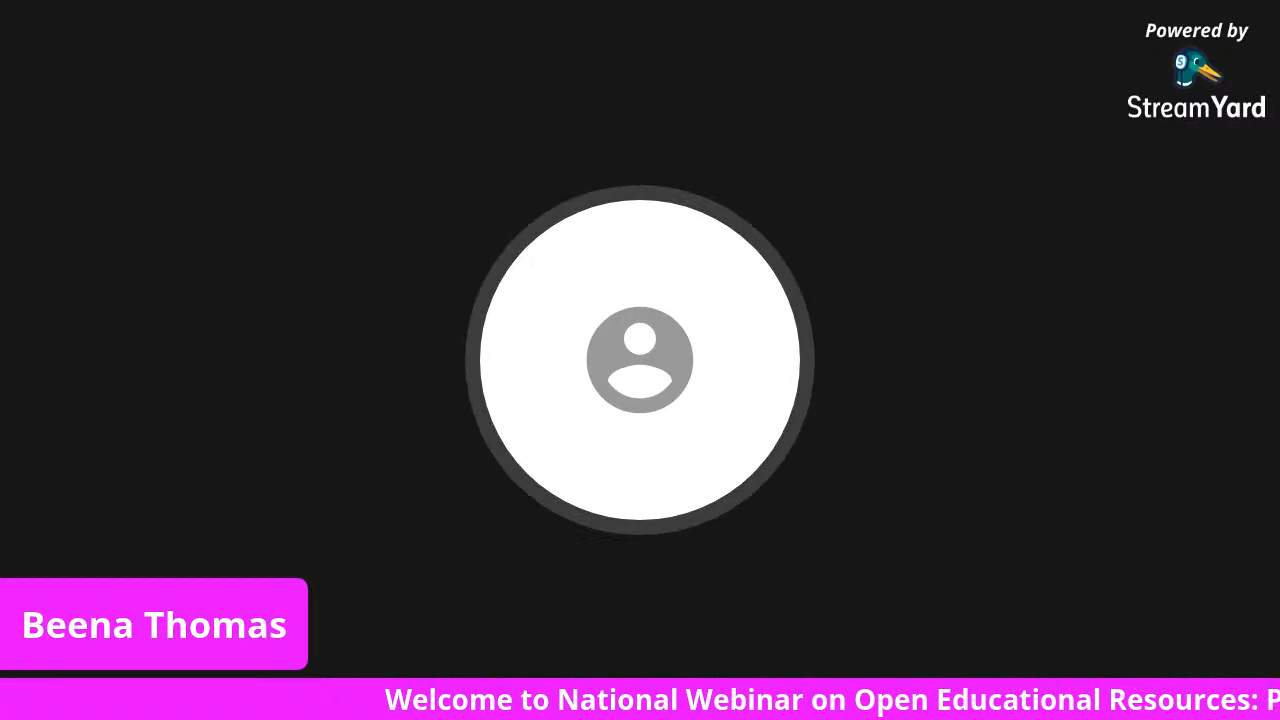 Powered by
S
StreamYard
Beena Thomas
Welcome to National Webinar on Open Educational Resources: